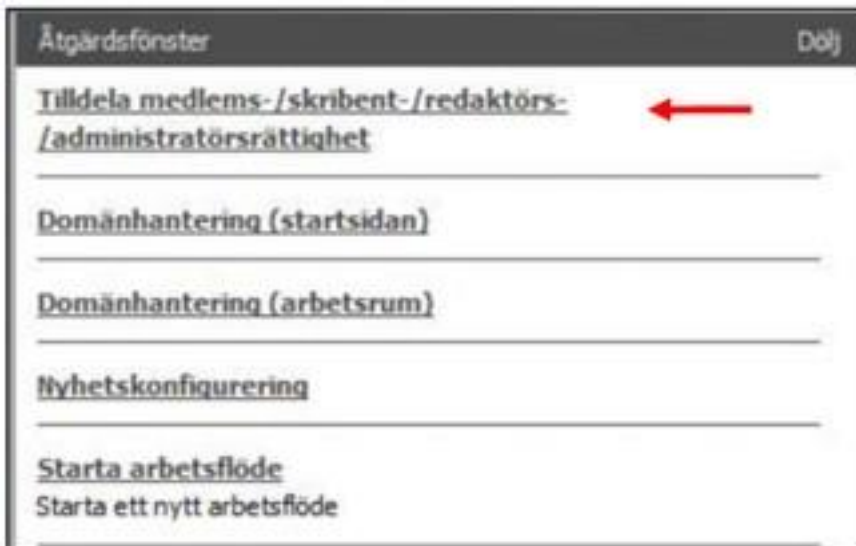 Åtgärdsfönster Dölj
Tilldela medlems-/skribent-/redaktörs-
/administratörsrättighet
Domänhantering (startsidan)
Domänhantering (arbetsrum)
Nyhetskonfigurering
Starta arbetsflöde
Starta ett nytt arbetsflöde